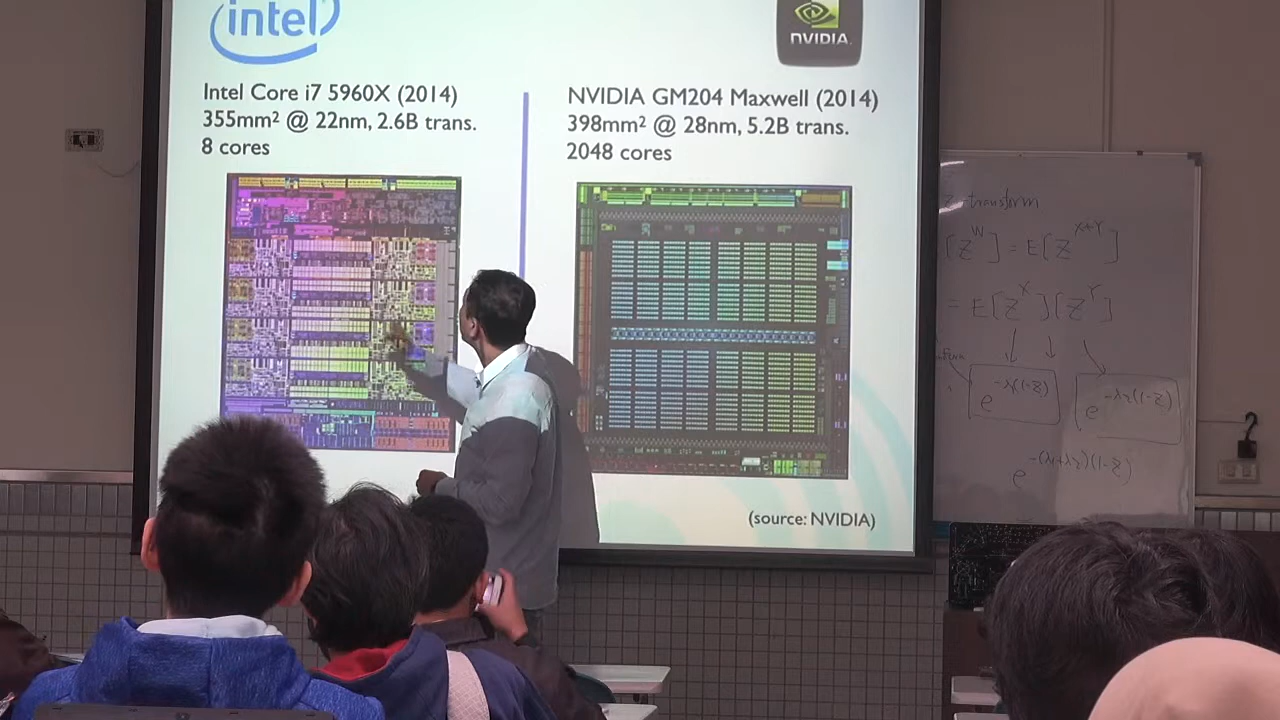 intel
Intel Core i7 5960X (2014)
355mm² @ 22nm, 2.6B trans.
8 cores
NVIDIA.
NVIDIA GM204 Maxwell (2014)
398mm² @ 28nm, 5.2B trans.
2048 cores
(source: NVIDIA)
Z-transform
[Z^W] = E[Z^{X+Y}]
= E[Z^X][Z^Y]
e^{-λ(1-Z)}
e^{-λ2(1-Z)}
e^{-(λ1+λ2)(1-Z)}